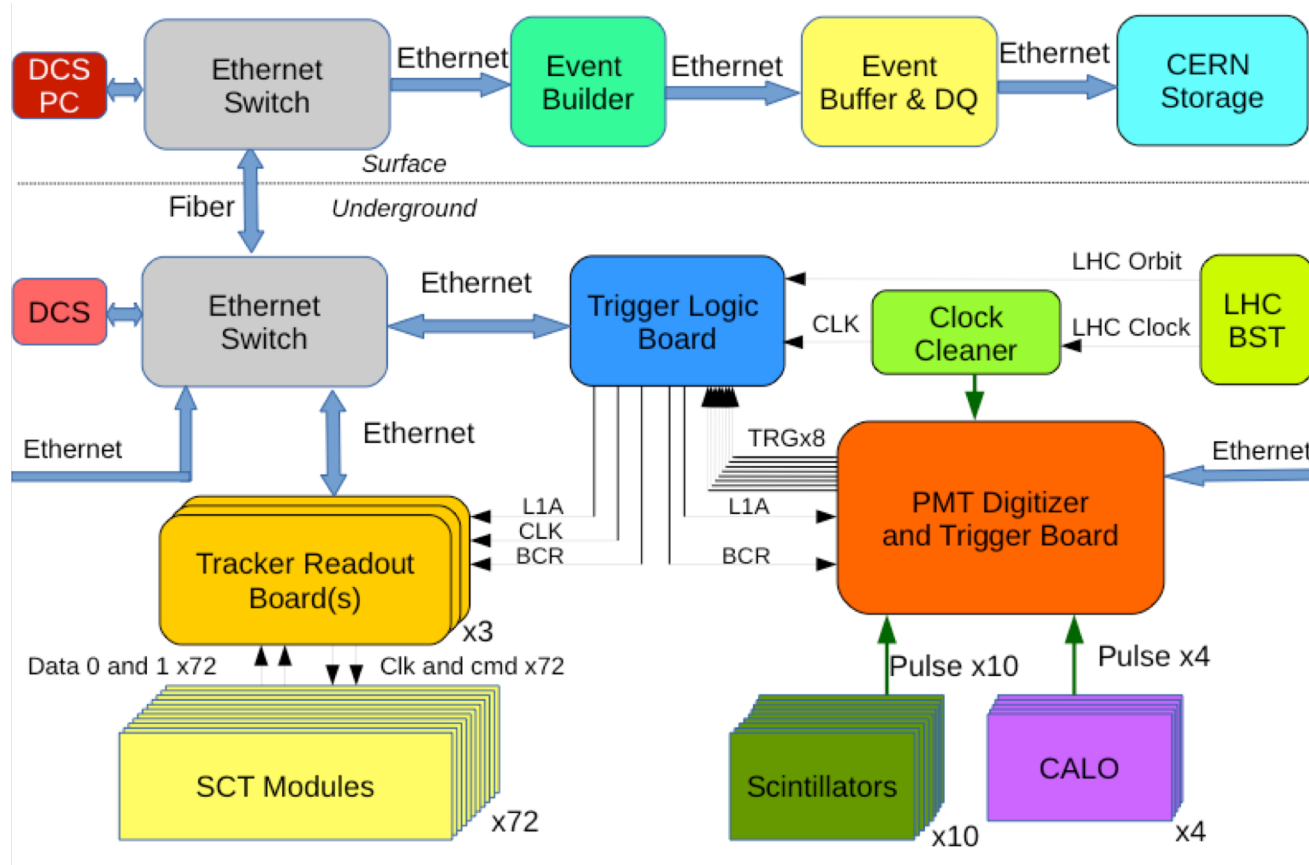 DCS
PC
Ethernet
Switch
Ethernet
Event
Builder
Ethernet
Event
Buffer & DQ
Ethernet
CERN
Storage
Surface
Fiber
Underground
DCS
Ethernet
Switch
Ethernet
Trigger Logic
Board
LHC Orbit
CLK
Clock
Cleaner
LHC Clock
LHC
BST
Ethernet
Ethernet
TRGx8
PMT Digitizer
and Trigger Board
Ethernet
L1A
CLK
BCR
L1A
BCR
Tracker Readout
Board(s)
x3
Data 0 and 1 x72
Clk and cmd x72
Pulse x10
Pulse x4
SCT Modules
x72
Scintillators
x10
CALO
x4